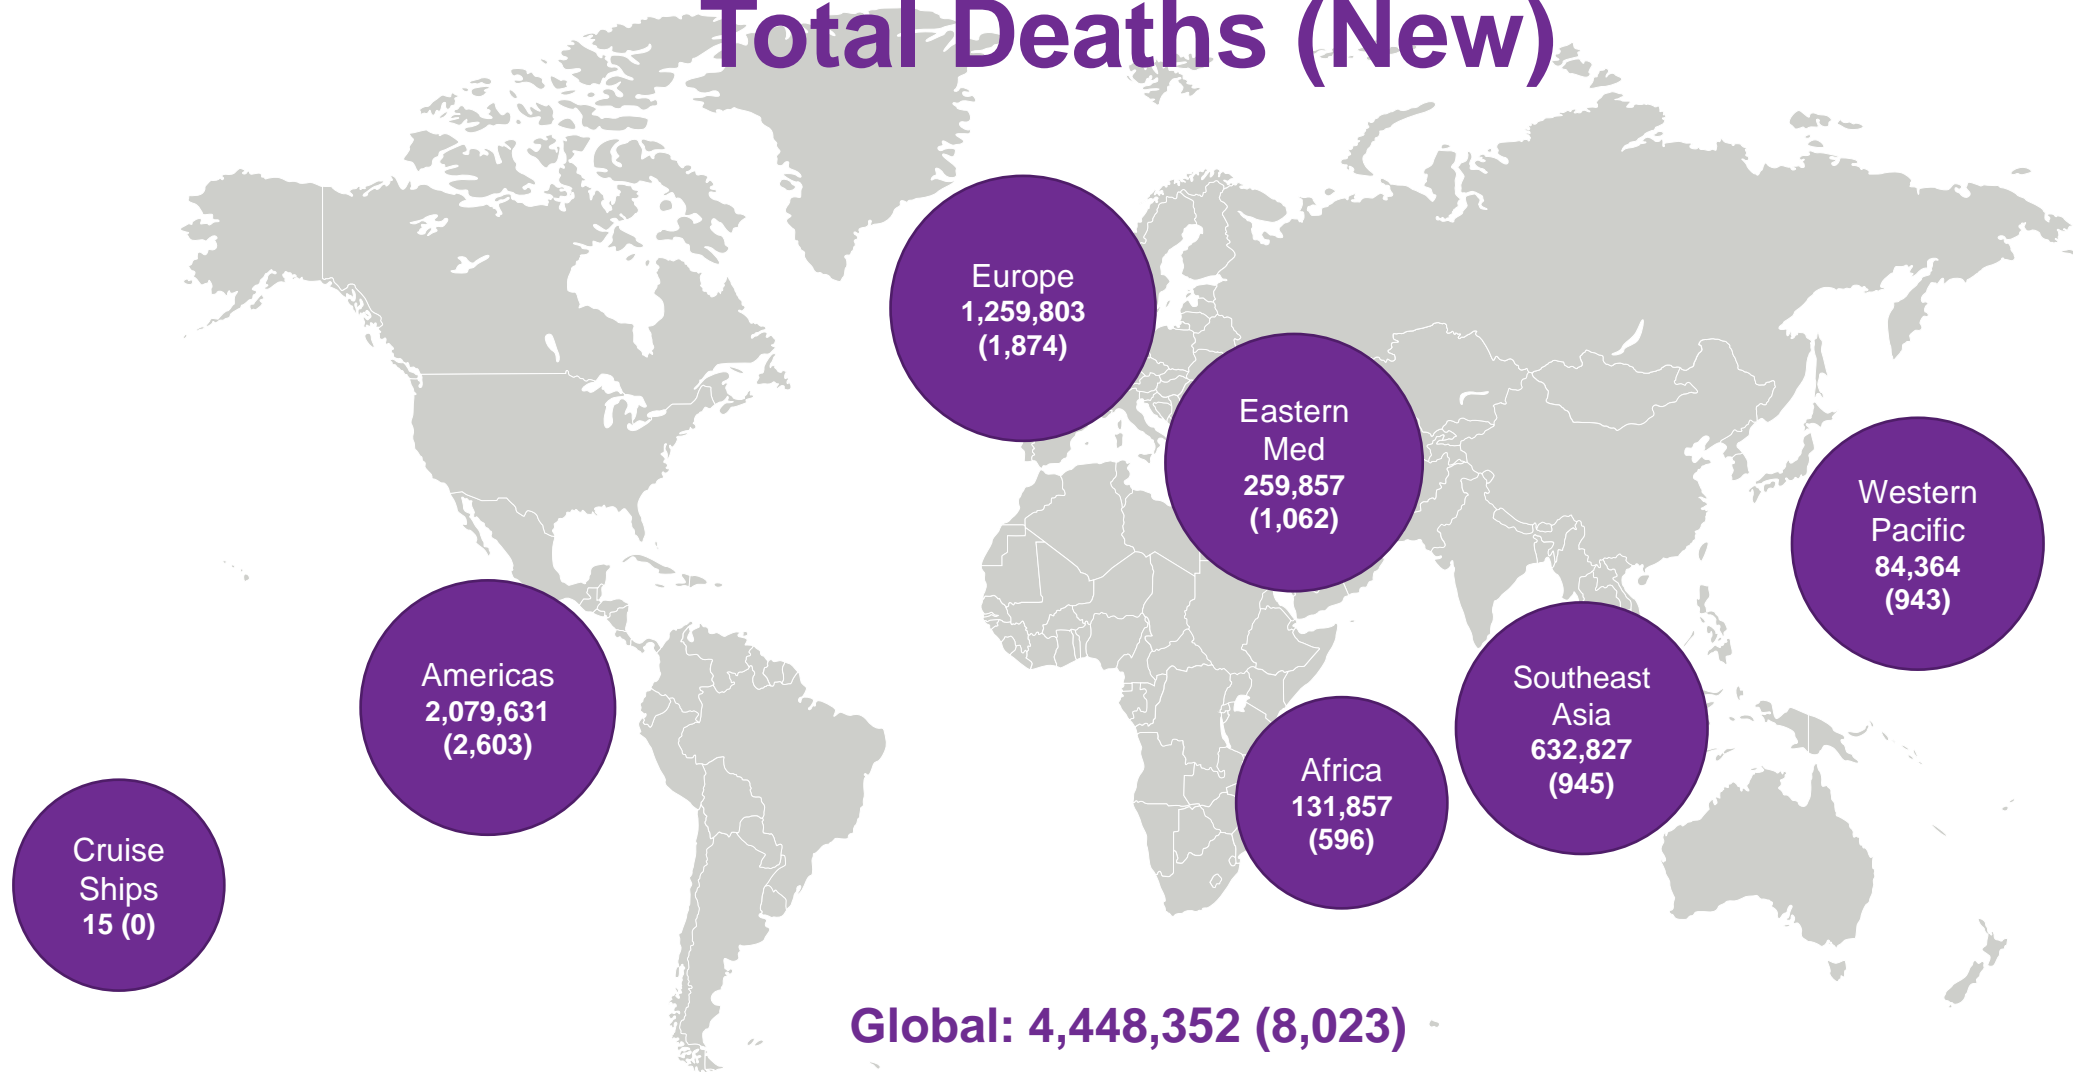 Total Deaths (New)
Europe
1,259,803
(1,874)
Eastern
Med
259,857
(1,062)
Western
Pacific
84,364
(943)
Americas
2,079,631
(2,603)
Southeast
Asia
632,827
(945)
Africa
131,857
(596)
Cruise
Ships
15 (0)
Global: 4,448,352 (8,023)